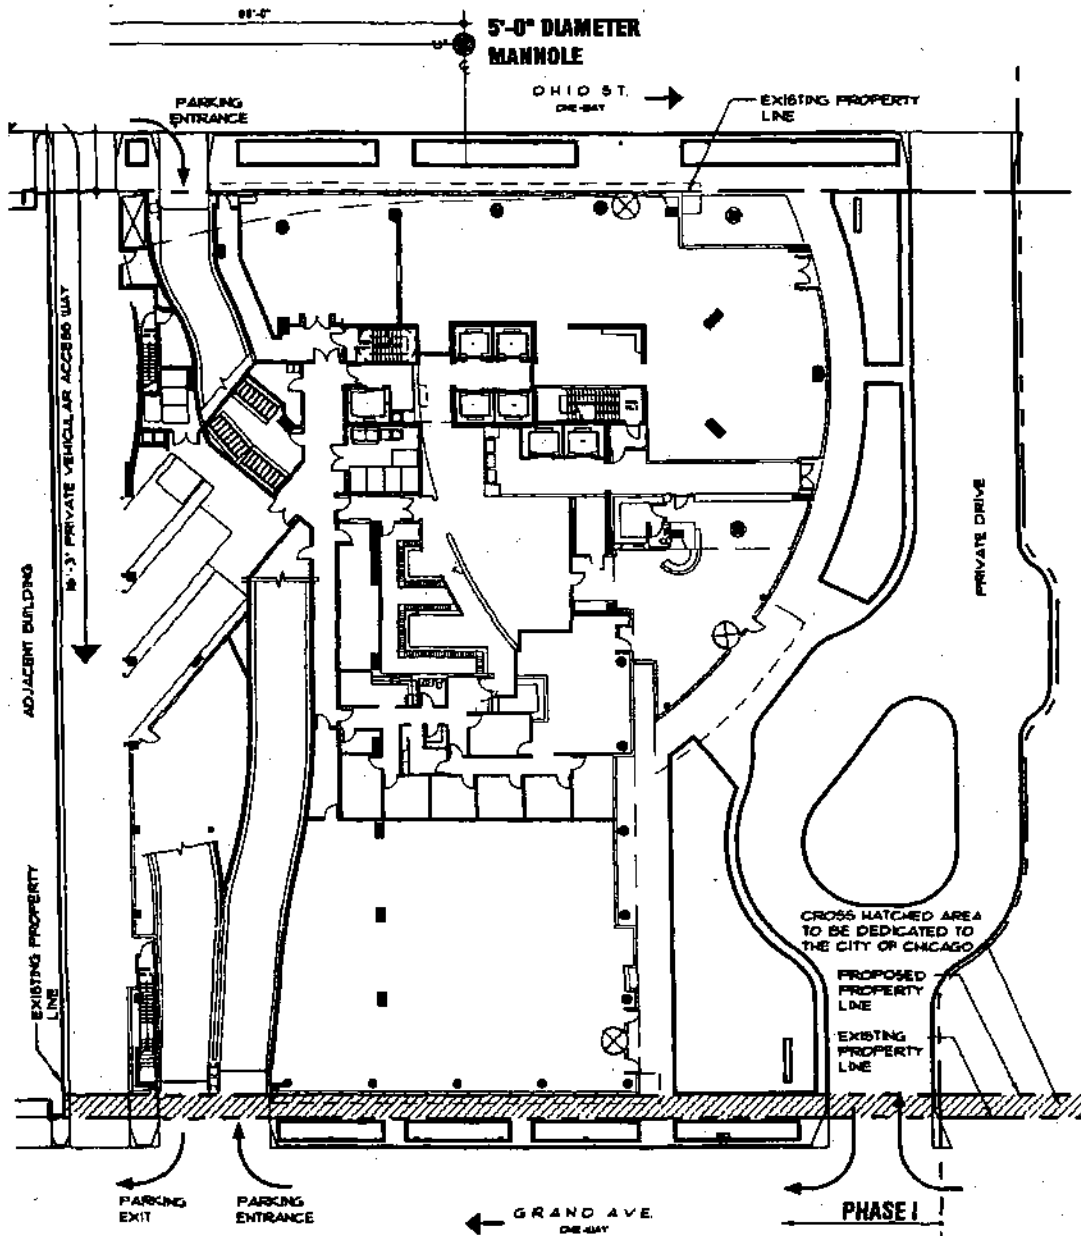 5'-0" DIAMETER
MANHOLE
OHIO ST.
ONE-WAY
PARKING
ENTRANCE
EXISTING PROPERTY
LINE
16'-3" PRIVATE VEHICULAR ACCESS WAY
ADJACENT BUILDING
PRIVATE DRIVE
EXISTING PROPERTY
LINE
CROSS HATCHED AREA
TO BE DEDICATED TO
THE CITY OF CHICAGO
PROPOSED
PROPERTY
LINE
EXISTING
PROPERTY
LINE
PARKING
EXIT
PARKING
ENTRANCE
GRAND AVE.
ONE-WAY
PHASE I